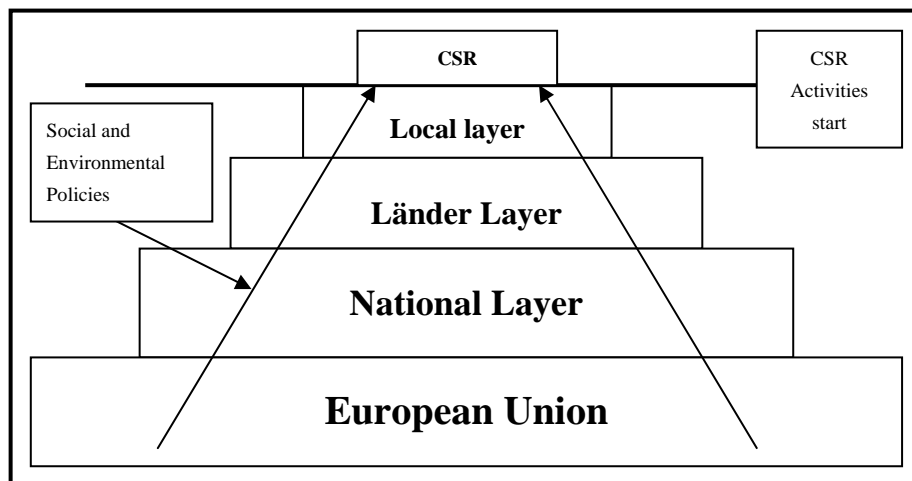 CSR
CSR
Activities
start
Social and
Environmental
Policies
Local layer
Länder Layer
National Layer
European Union